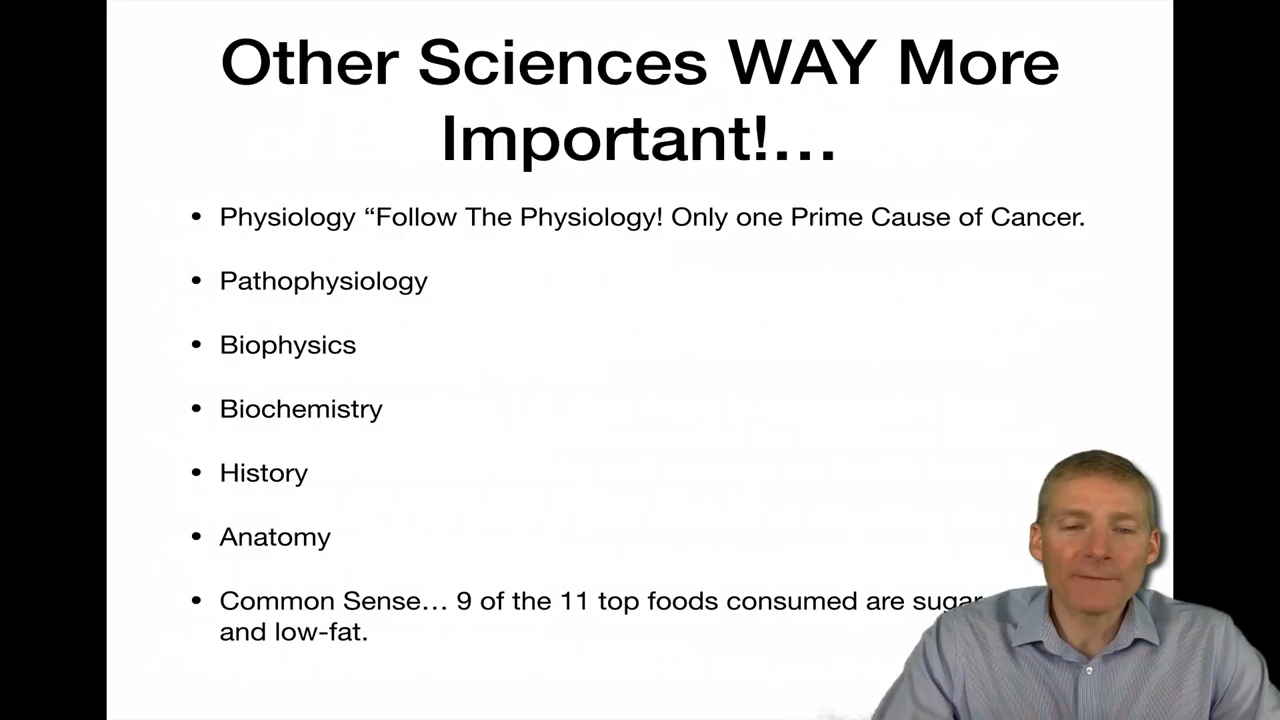 Other Sciences WAY More
Important!...
• Physiology “Follow The Physiology! Only one Prime Cause of Cancer.
• Pathophysiology
• Biophysics
• Biochemistry
• History
• Anatomy
• Common Sense... 9 of the 11 top foods consumed are sugar
and low-fat.